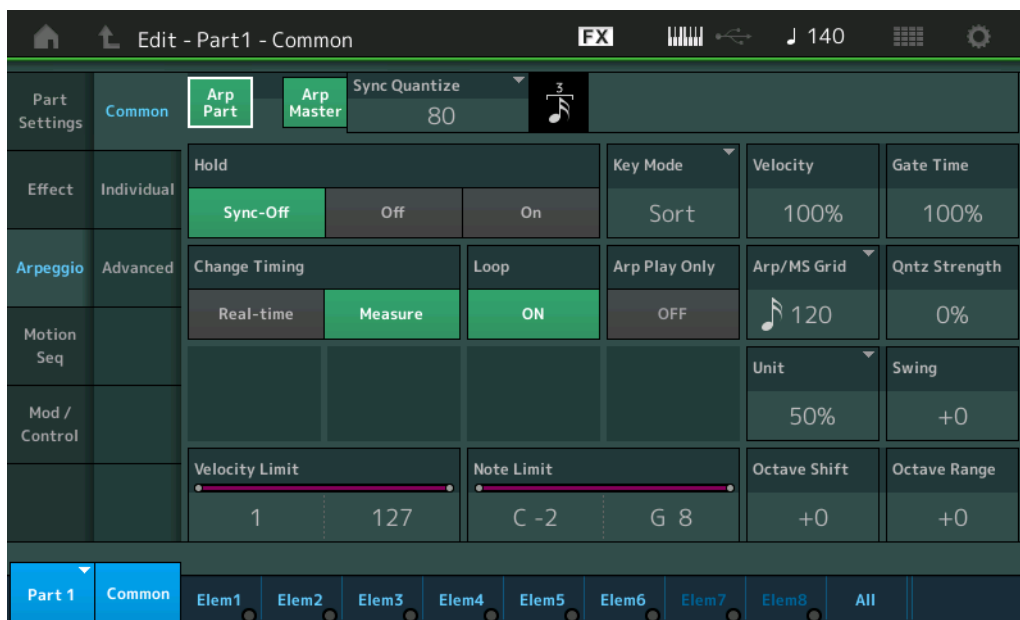 Edit - Part1 - Common
FX
140
Part Settings
Effect
Arpeggio
Motion Seq
Mod / Control
Common
Individual
Advanced
Arp Part
Arp Master
Sync Quantize
80
3
Hold
Sync-Off
Off
On
Key Mode
Sort
Velocity
100%
Gate Time
100%
Change Timing
Real-time
Measure
Loop
ON
Arp Play Only
OFF
Arp/MS Grid
120
Qntz Strength
0%
Unit
50%
Swing
+0
Velocity Limit
1
127
Note Limit
C -2
G 8
Octave Shift
+0
Octave Range
+0
Part 1
Common
Elem1
Elem2
Elem3
Elem4
Elem5
Elem6
Elem7
Elem8
All